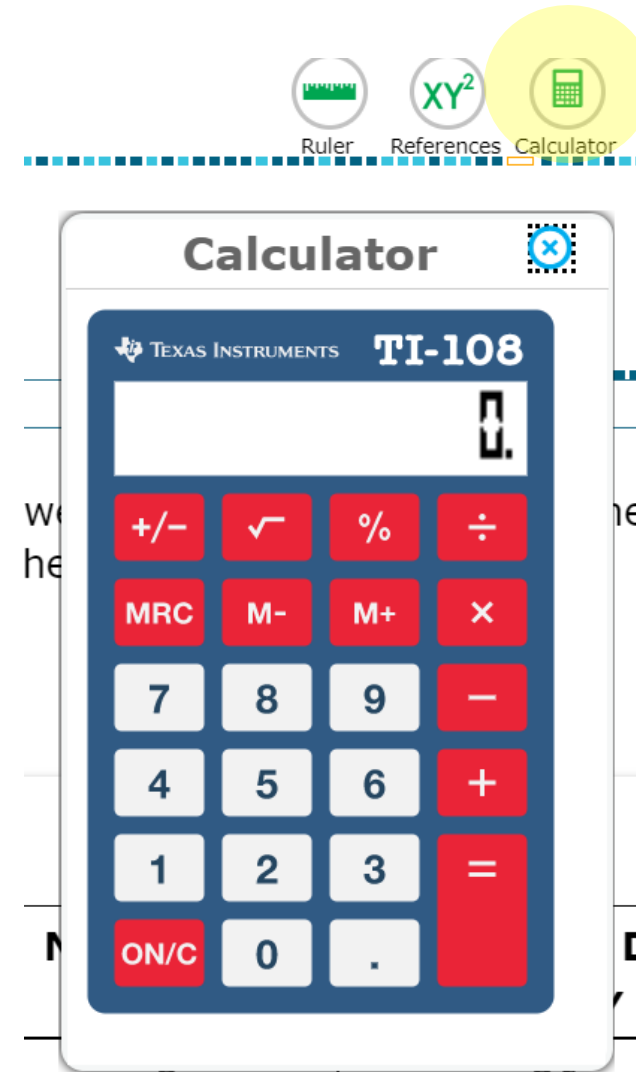 XY²
Ruler References Calculator
Calculator
TEXAS INSTRUMENTS TI-108
0.
+/− √ % ÷
MRC M- M+ ×
7 8 9 −
4 5 6 +
1 2 3 =
ON/C 0 .